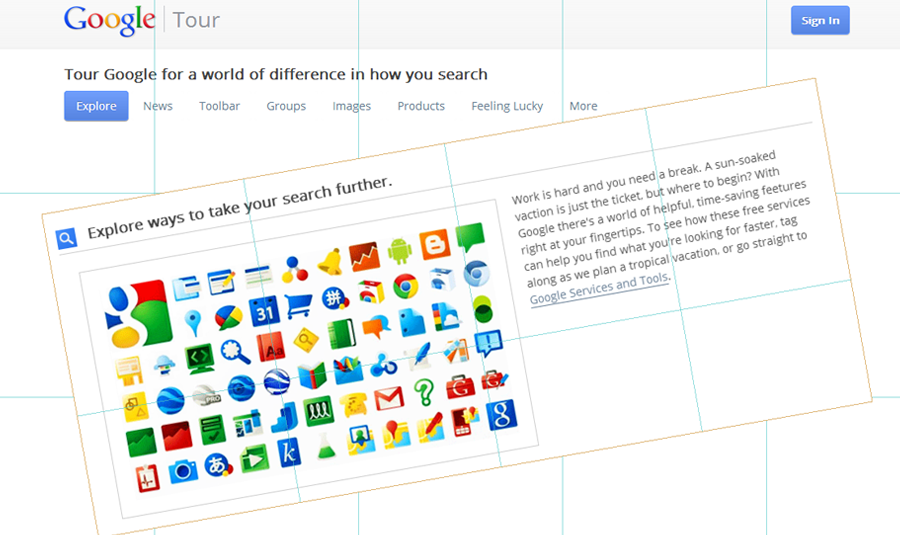 Google Tour
Sign In
Tour Google for a world of difference in how you search
Explore News Toolbar Groups Images Products Feeling Lucky More
Explore ways to take your search further.
Work is hard and you need a break. A sun-soaked
vaction is just the ticket, but where to begin? With
Google there's a world of helpful, time-saving feetures
right at your fingertips. To see how these free services
can help you find what you're looking for faster, tag
along as we plan a tropical vacation, or go straight to
Google Services and Tools.
31
拼
Aa
PRO
あ
k
g